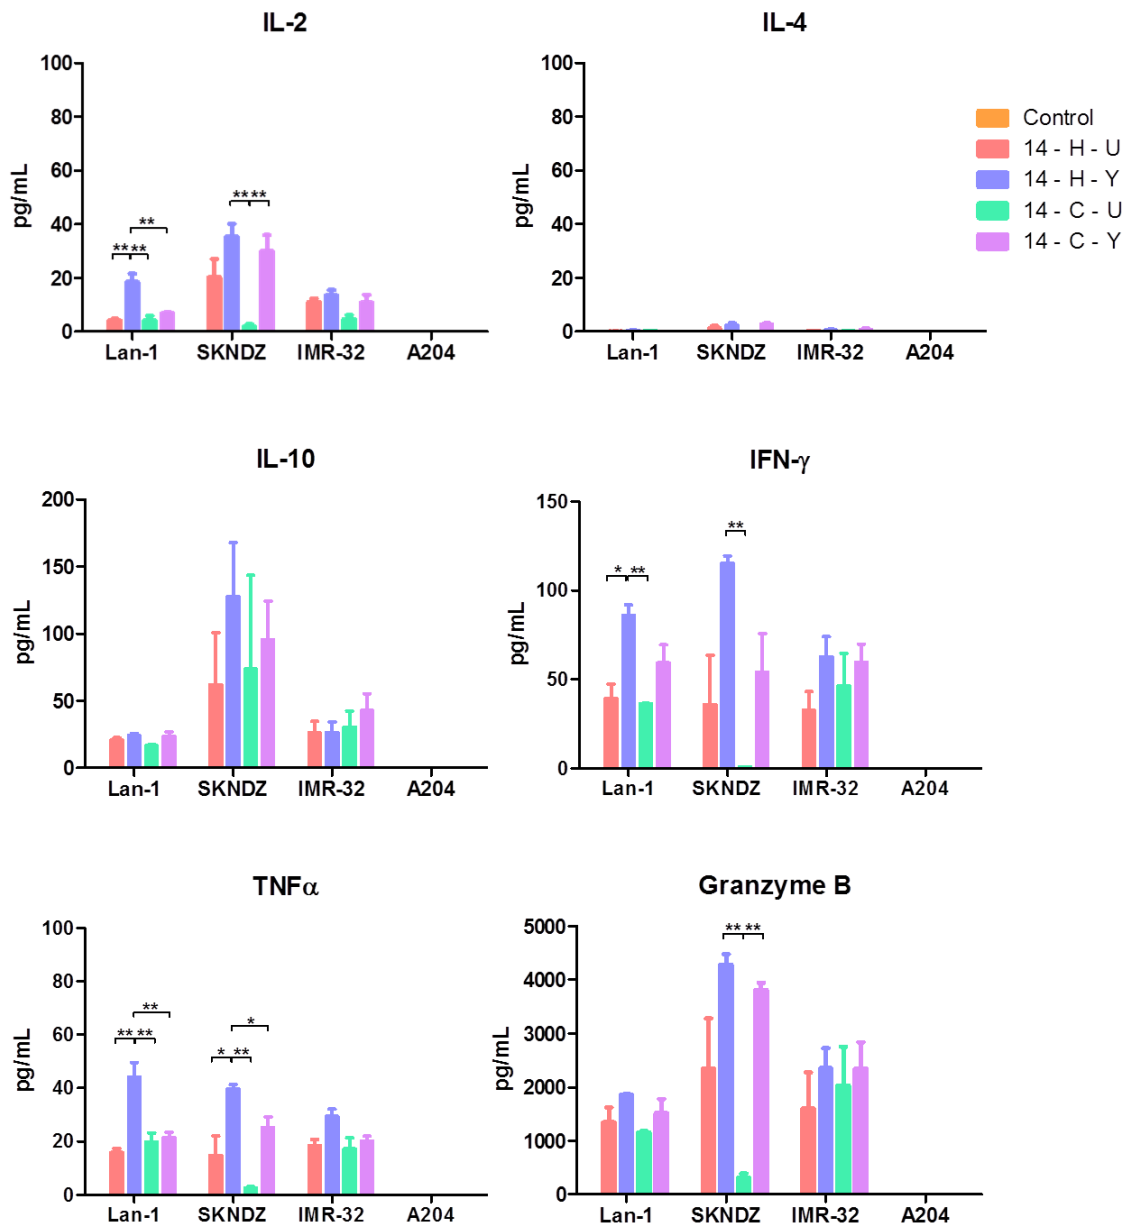 IL-2
100
80
60
40
20
0
pg/mL
** **
**
** **
Lan-1 SKNDZ IMR-32 A204
IL-4
100
80
60
40
20
0
pg/mL
Lan-1 SKNDZ IMR-32 A204
Control
14 - H - U
14 - H - Y
14 - C - U
14 - C - Y
IL-10
200
150
100
50
0
pg/mL
Lan-1 SKNDZ IMR-32 A204
IFN-γ
150
100
50
0
pg/mL
* **
**
Lan-1 SKNDZ IMR-32 A204
TNFα
100
80
60
40
20
0
pg/mL
**
** **
*
* **
Lan-1 SKNDZ IMR-32 A204
Granzyme B
5000
4000
3000
2000
1000
0
pg/mL
** **
Lan-1 SKNDZ IMR-32 A204